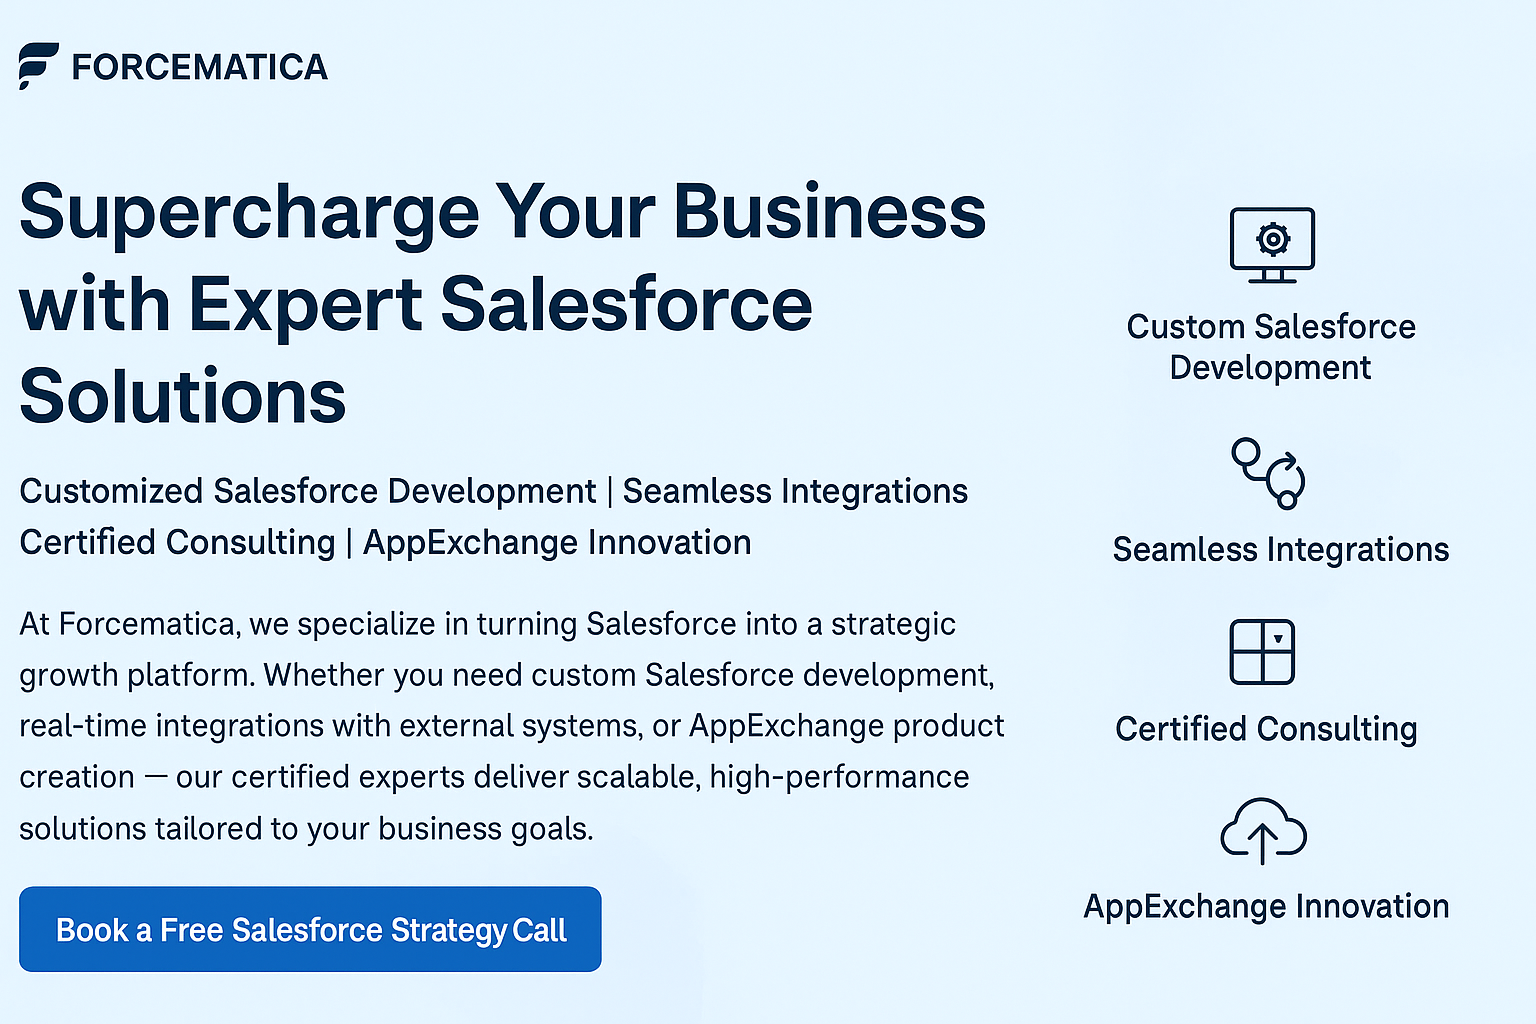 FORCEMATICA
Supercharge Your Business
with Expert Salesforce
Solutions
Customized Salesforce Development | Seamless Integrations
Certified Consulting | AppExchange Innovation
At Forcematica, we specialize in turning Salesforce into a strategic
growth platform. Whether you need custom Salesforce development,
real-time integrations with external systems, or AppExchange product
creation — our certified experts deliver scalable, high-performance
solutions tailored to your business goals.
Book a Free Salesforce Strategy Call
Custom Salesforce
Development
Seamless Integrations
Certified Consulting
AppExchange Innovation